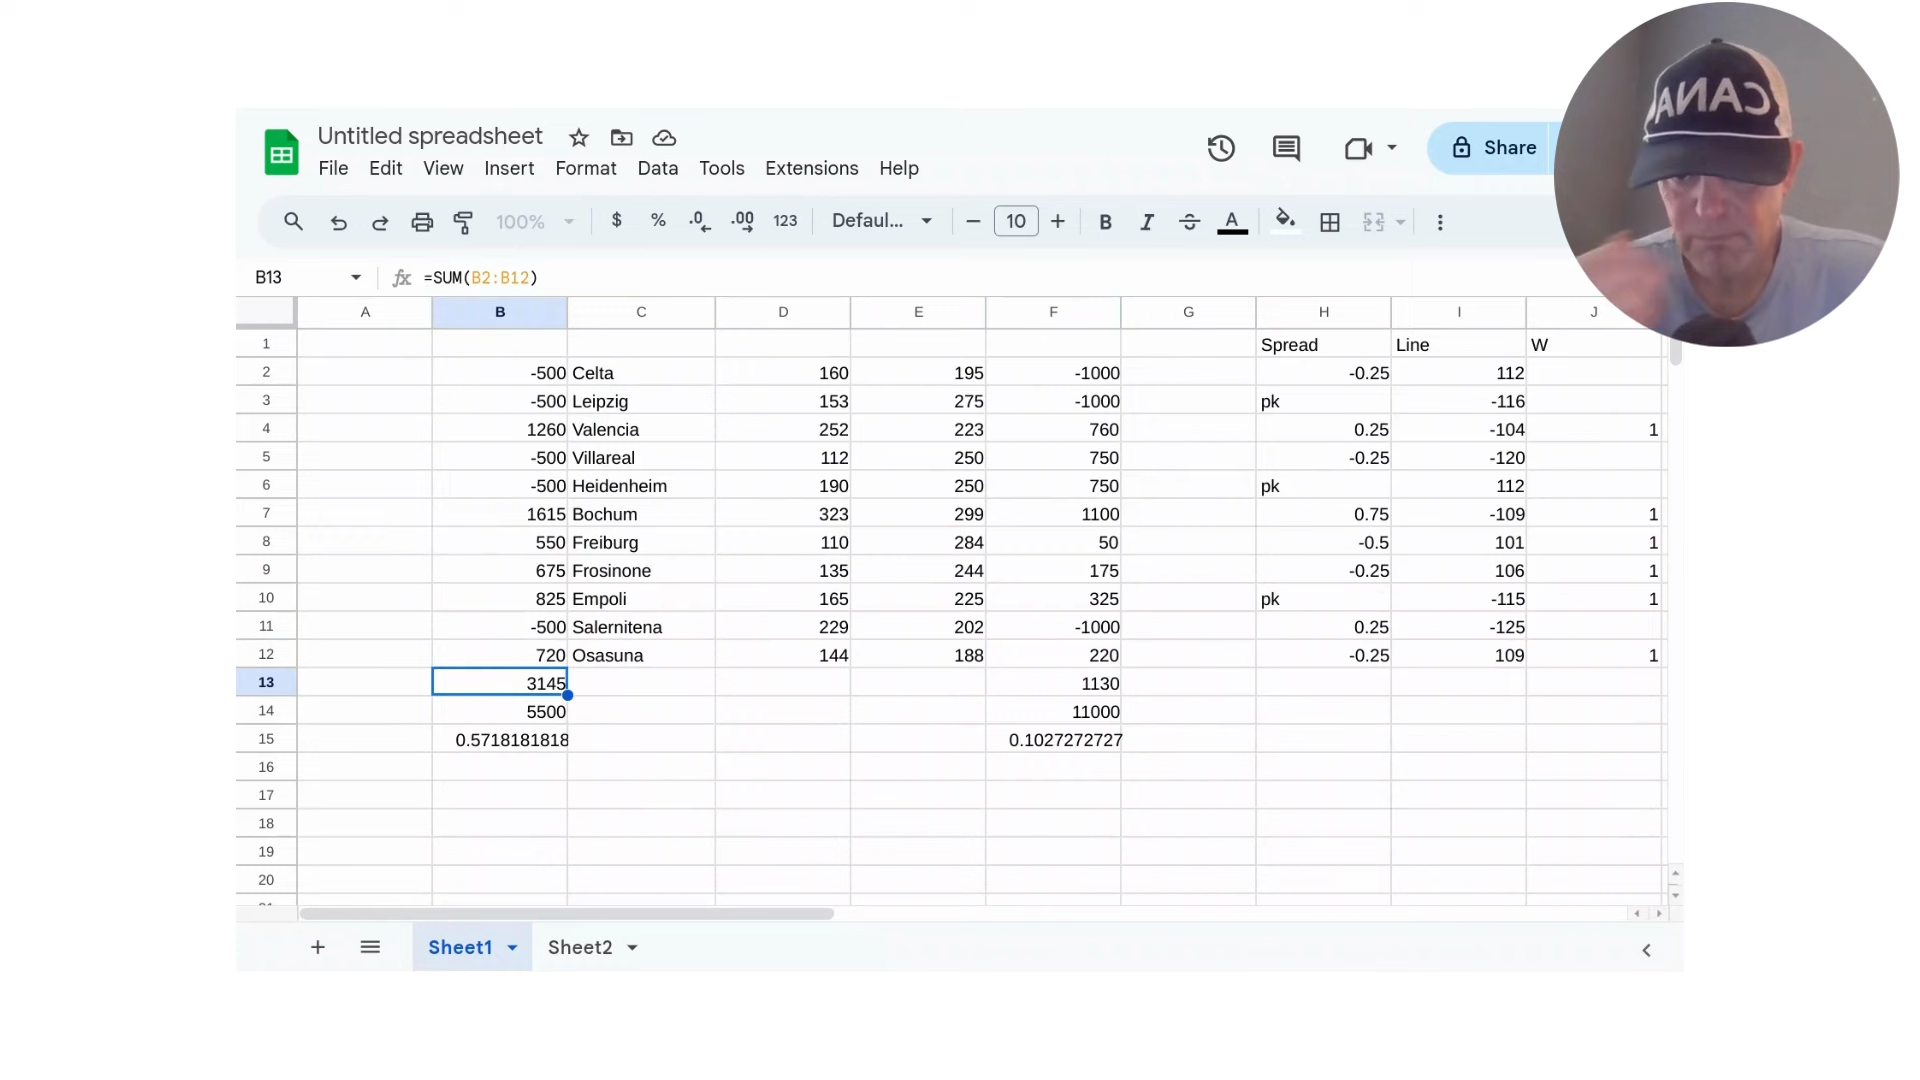 CANA
Untitled spreadsheet
File Edit View Insert Format Data Tools Extensions Help
Share
100% $ % .0 .00 123 Defaul... − 10 + B I S A
B13 fx =SUM(B2:B12)
A B C D E F G H I J
1 Spread Line W
2 -500 Celta 160 195 -1000 -0.25 112
3 -500 Leipzig 153 275 -1000 pk -116
4 1260 Valencia 252 223 760 0.25 -104 1
5 -500 Villareal 112 250 750 -0.25 -120
6 -500 Heidenheim 190 250 750 pk 112
7 1615 Bochum 323 299 1100 0.75 -109 1
8 550 Freiburg 110 284 50 -0.5 101 1
9 675 Frosinone 135 244 175 -0.25 106 1
10 825 Empoli 165 225 325 pk -115 1
11 -500 Salernitena 229 202 -1000 0.25 -125
12 720 Osasuna 144 188 220 -0.25 109 1
13 3145 1130
14 5500 11000
15 0.5718181818 0.1027272727
16
17
18
19
20
+ Sheet1 Sheet2